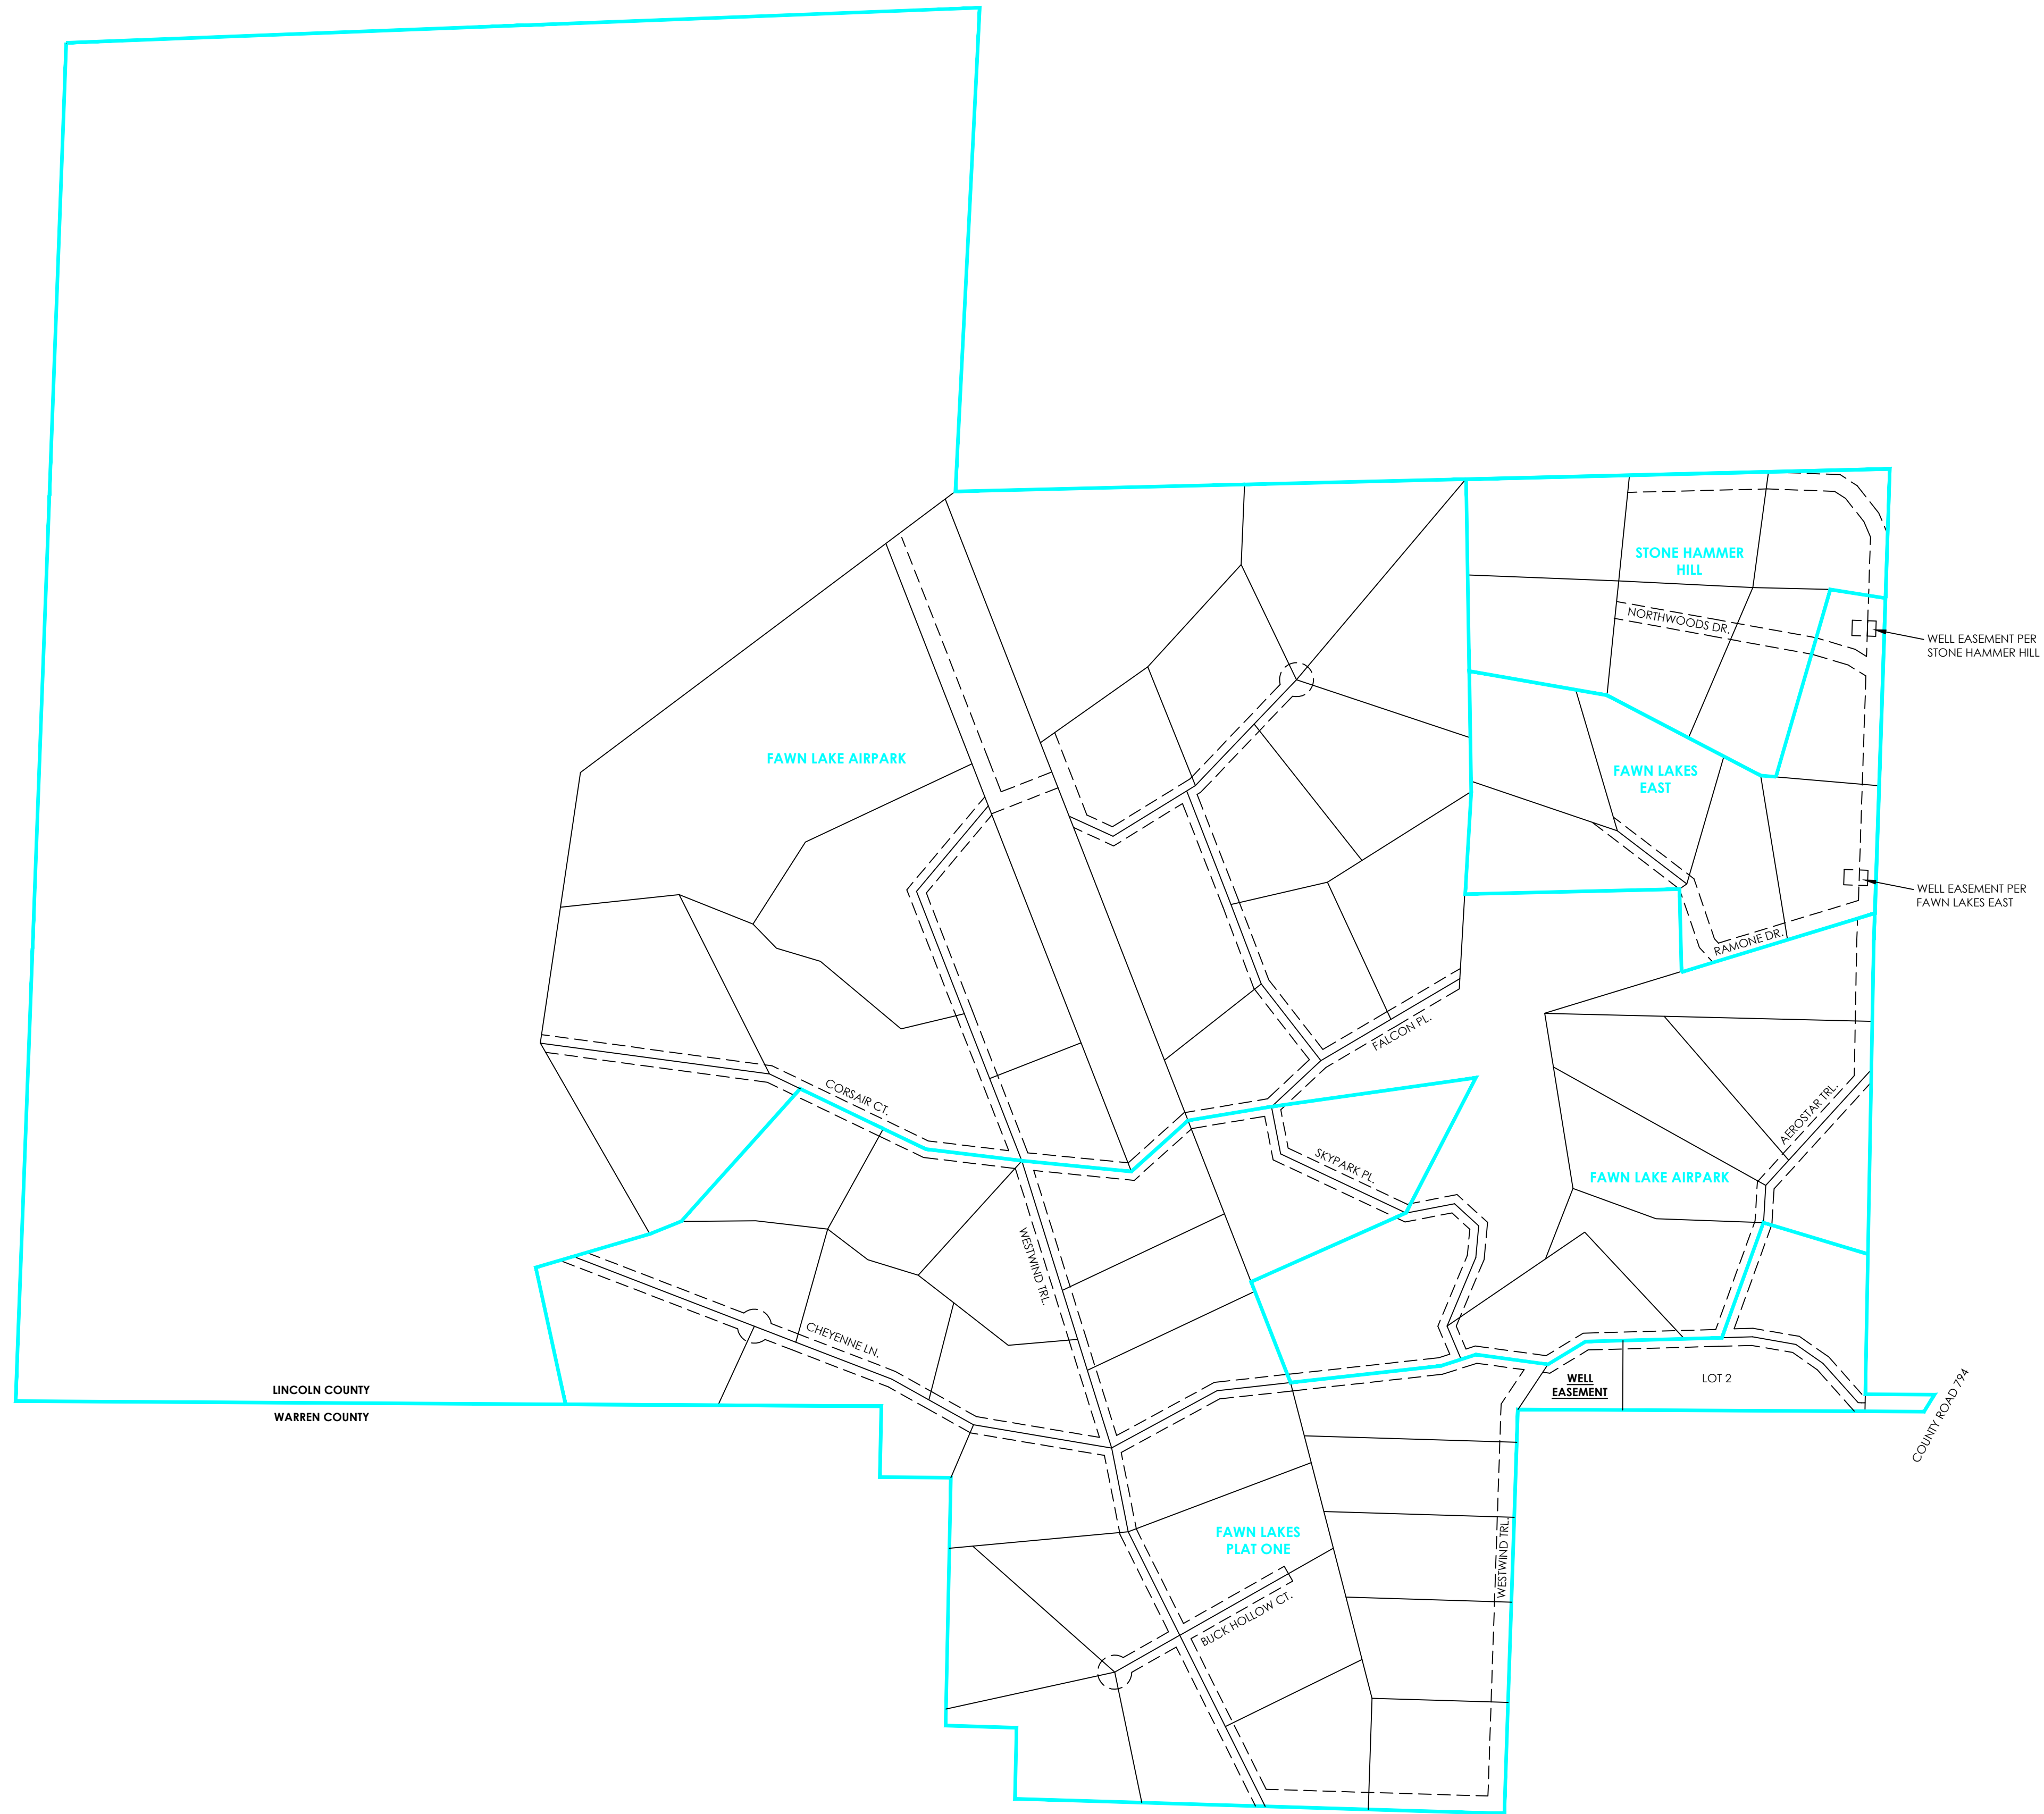 STONE HAMMER
HILL
NORTHWOODS DR.
WELL EASEMENT PER
STONE HAMMER HILL
FAWN LAKE AIRPARK
FAWN LAKES
EAST
WELL EASEMENT PER
FAWN LAKES EAST
RAMONE DR.
FALCON PL.
CORSAIR CT.
AEROSTAR TRL.
SKYPARK PL.
FAWN LAKE AIRPARK
WESTWIND TRL.
CHEYENNE LN.
LINCOLN COUNTY
WARREN COUNTY
WELL
EASEMENT
LOT 2
COUNTY ROAD 794
FAWN LAKES
PLAT ONE
WESTWIND TRL.
BUCK HOLLOW CT.